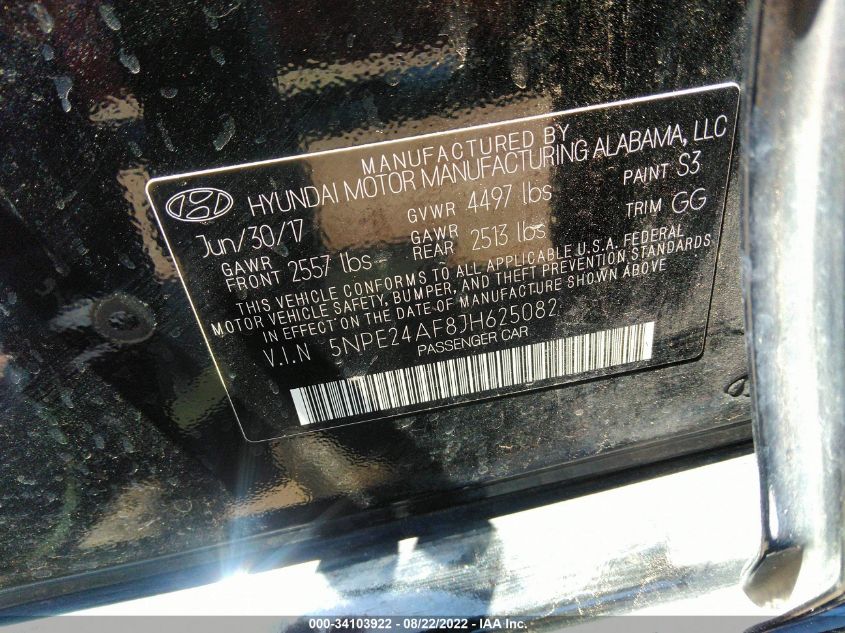 MANUFACTURED BY
HYUNDAI MOTOR MANUFACTURING ALABAMA, LLC
Jun/30/17 GVWR 4497 lbs PAINT S3
GAWR FRONT 2557 lbs GAWR REAR 2513 lbs TRIM GG
THIS VEHICLE CONFORMS TO ALL APPLICABLE U.S.A. FEDERAL
MOTOR VEHICLE SAFETY, BUMPER, AND THEFT PREVENTION STANDARDS
IN EFFECT ON THE DATE OF MANUFACTURE SHOWN ABOVE
V.I.N 5NPE24AF8JH625082
PASSENGER CAR
000-34103922 - 08/22/2022 - IAA Inc.